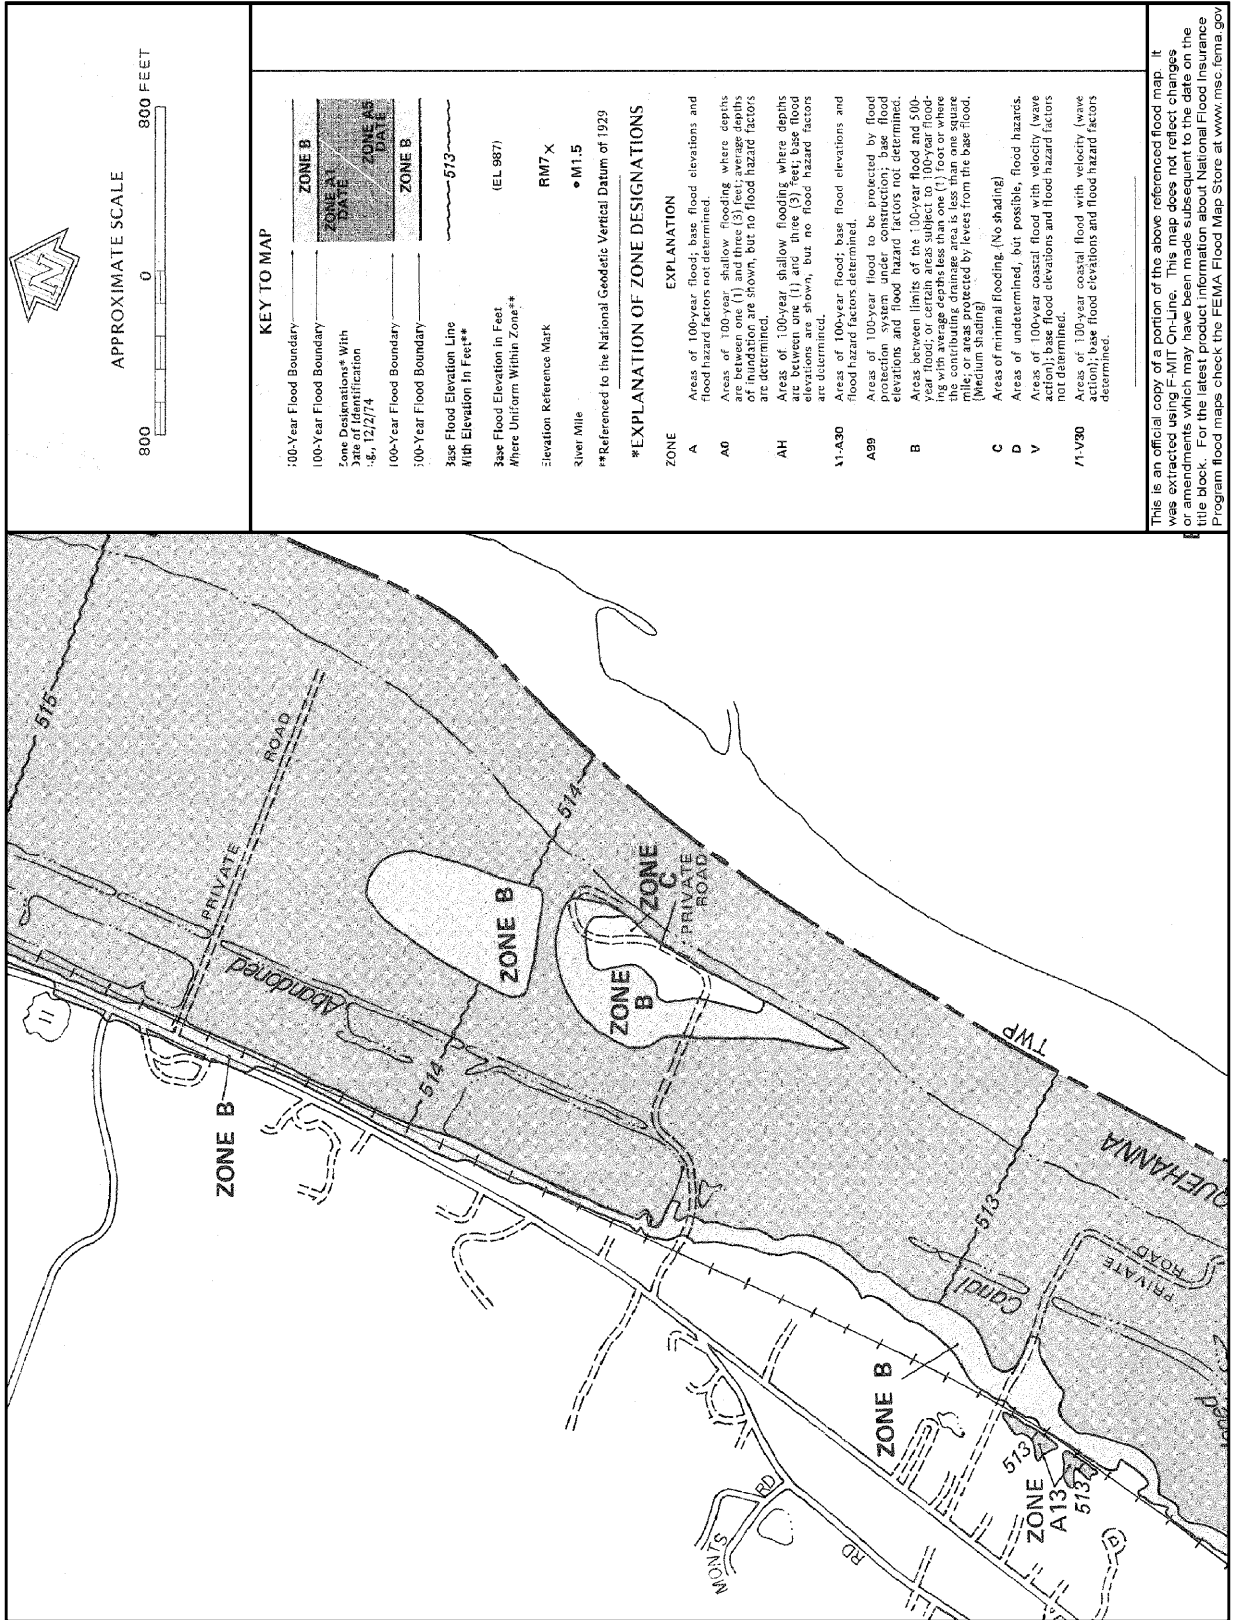 N
APPROXIMATE SCALE
800 0 800 FEET
KEY TO MAP
500-Year Flood Boundary
ZONE B
100-Year Flood Boundary
ZONE A1
DATE
Zone Designations* With
Date of Identification
e.g., 12/2/74
ZONE A5
DATE
100-Year Flood Boundary
ZONE B
500-Year Flood Boundary
Base Flood Elevation Line
With Elevation In Feet**
513
Base Flood Elevation in Feet
Where Uniform Within Zone**
(EL 987)
Elevation Reference Mark
RM7X
River Mile
•M1.5
**Referenced to the National Geodetic Vertical Datum of 1929
*EXPLANATION OF ZONE DESIGNATIONS
ZONE EXPLANATION
A Areas of 100-year flood; base flood elevations and
flood hazard factors not determined.
A0 Areas of 100-year shallow flooding where depths
are between one (1) and three (3) feet; average depths
of inundation are shown, but no flood hazard factors
are determined.
AH Areas of 100-year shallow flooding where depths
are between one (1) and three (3) feet; base flood
elevations are shown, but no flood hazard factors
are determined.
A1-A30 Areas of 100-year flood; base flood elevations and
flood hazard factors determined.
A99 Areas of 100-year flood to be protected by flood
protection system under construction; base flood
elevations and flood hazard factors not determined.
B Areas between limits of the 100-year flood and 500-
year flood; or certain areas subject to 100-year flood-
ing with average depths less than one (1) foot or where
the contributing drainage area is less than one square
mile; or areas protected by levees from the base flood.
(Medium shading)
C Areas of minimal flooding. (No shading)
D Areas of undetermined, but possible, flood hazards.
V Areas of 100-year coastal flood with velocity (wave
action); base flood elevations and flood hazard factors
not determined.
V1-V30 Areas of 100-year coastal flood with velocity (wave
action); base flood elevations and flood hazard factors
determined.
This is an official copy of a portion of the above referenced flood map. It
was extracted using F-MIT On-Line. This map does not reflect changes
or amendments which may have been made subsequent to the date on the
title block. For the latest product information about National Flood Insurance
Program flood maps check the FEMA Flood Map Store at www.msc.fema.gov
515
PRIVATE ROAD
Abandoned
514
514
ZONE B
ZONE B
ZONE
B
ZONE
C
PRIVATE
ROAD
TWP
QUEHANNA
513
Canal
PRIVATE
ROAD
ZONE B
513
ZONE
A13
513
MONTS
RD
RD